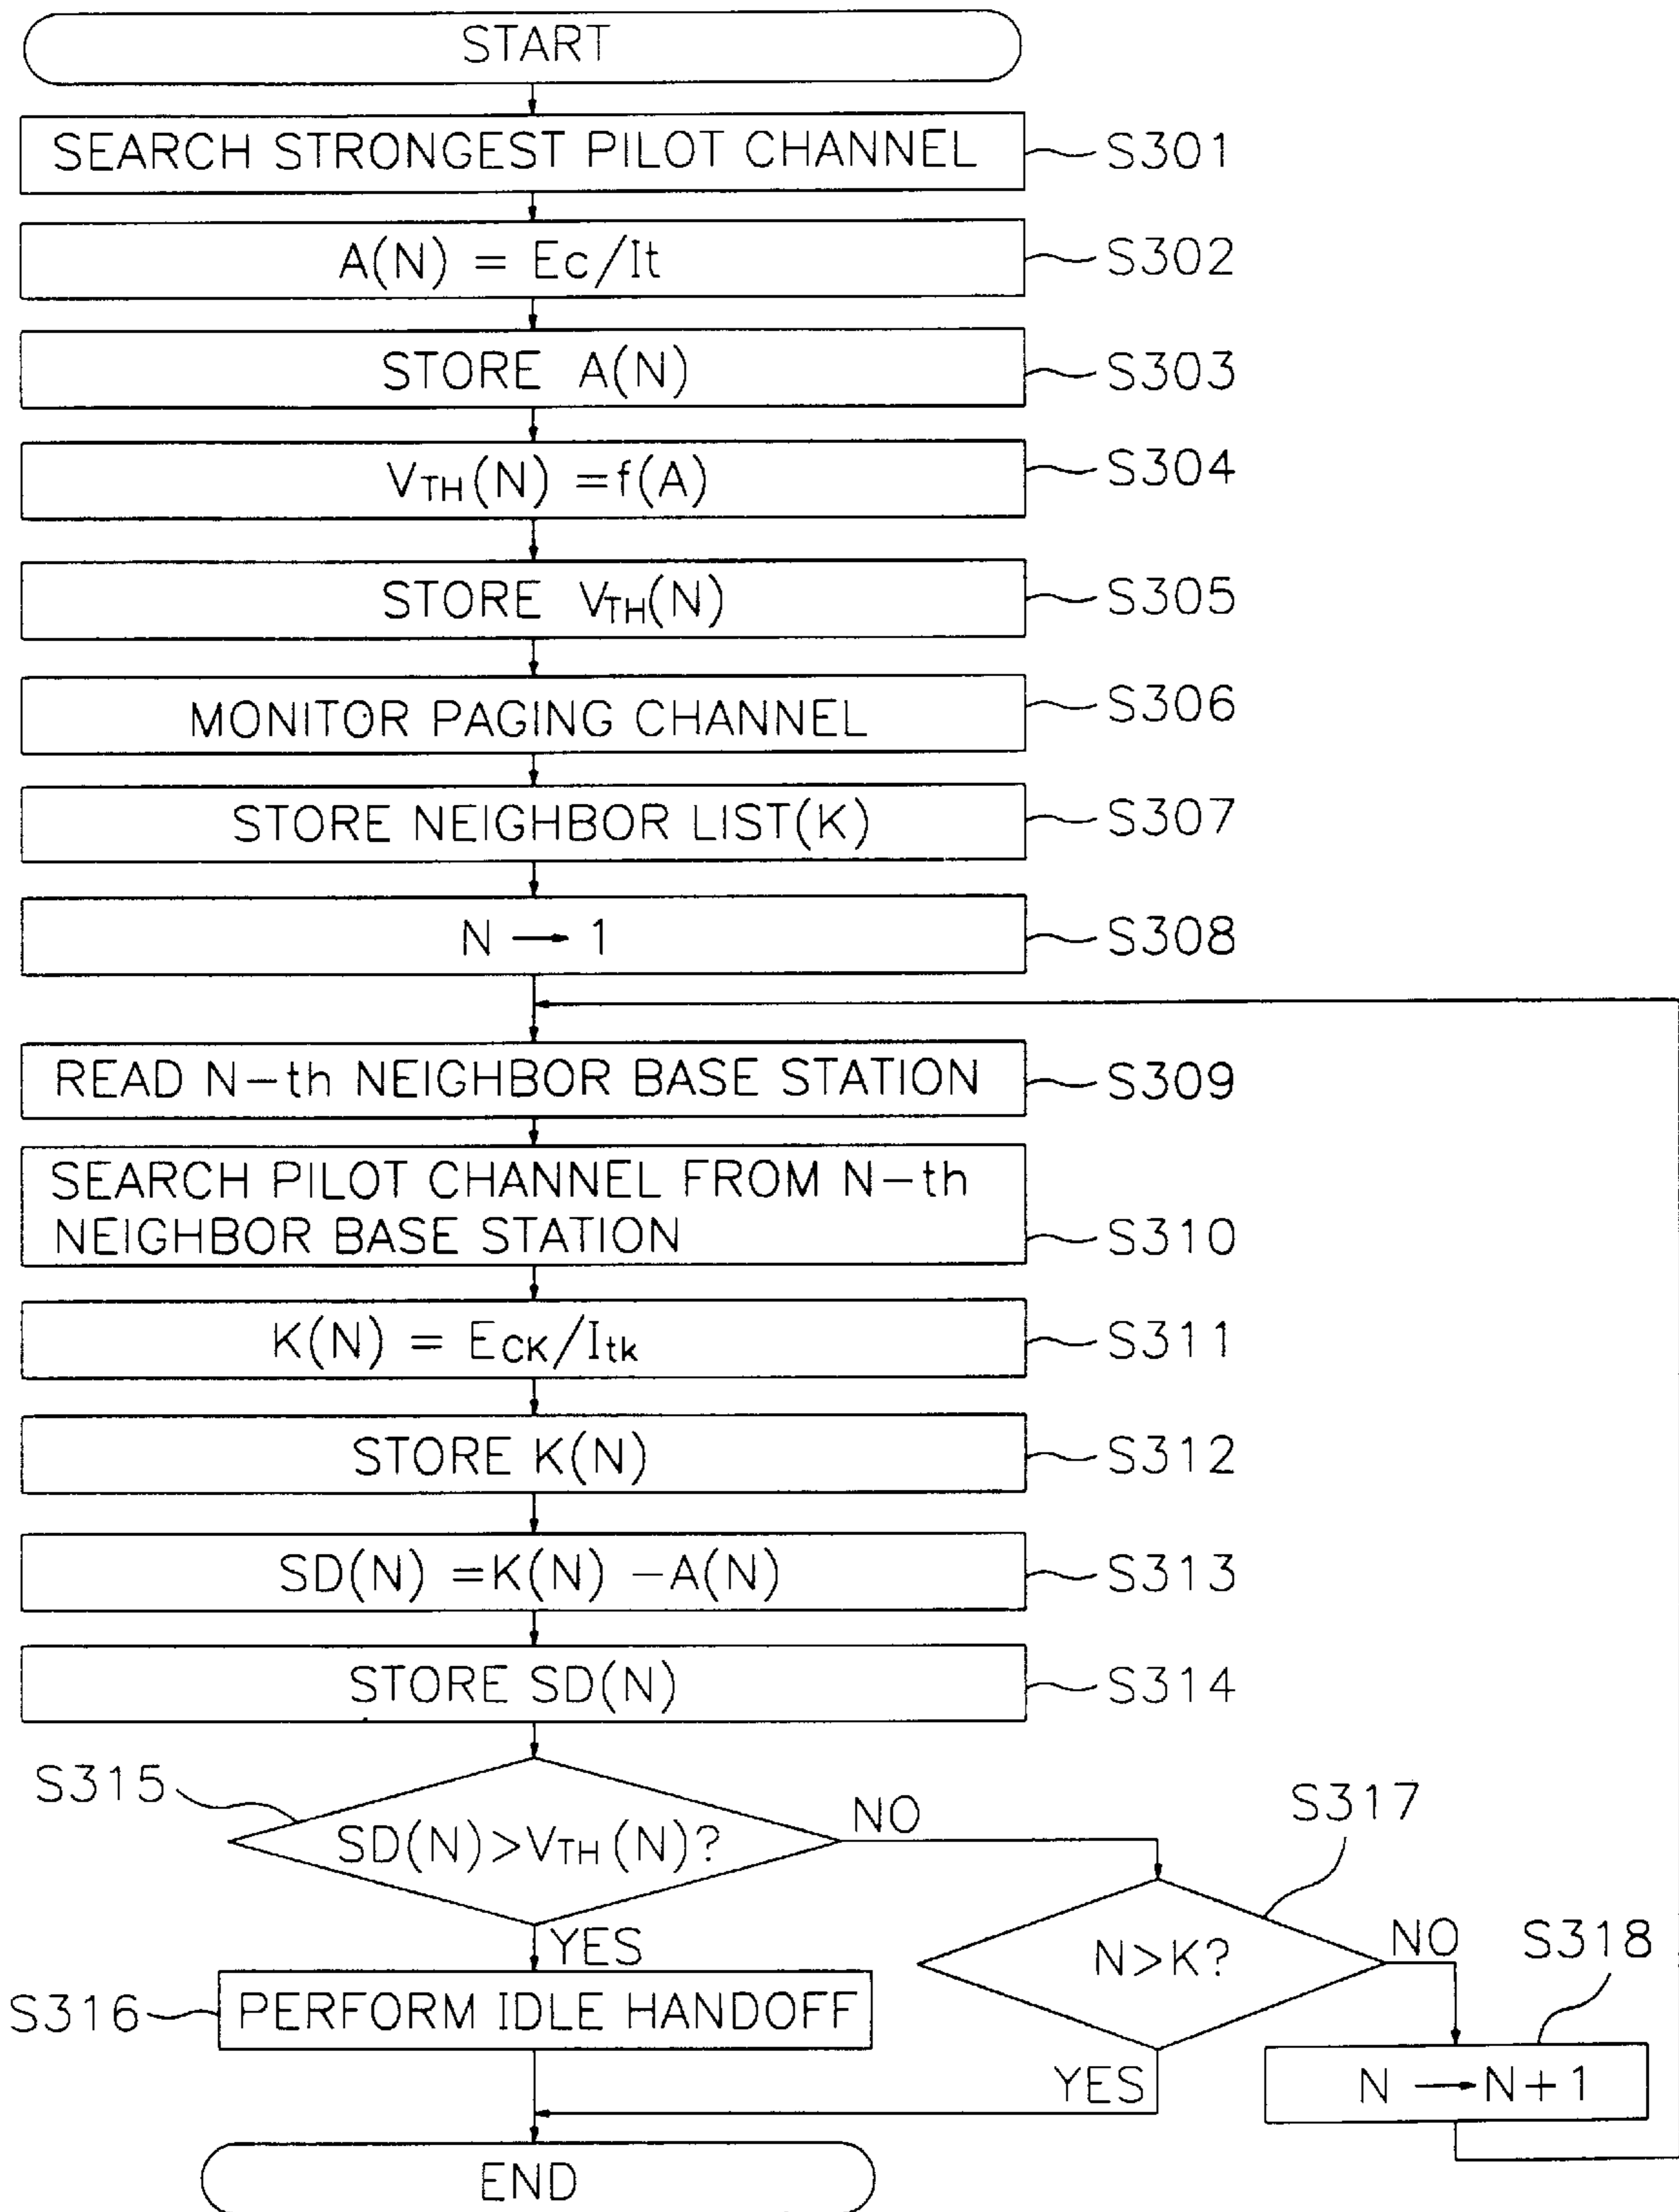 START
SEARCH STRONGEST PILOT CHANNEL
S301
A(N) = Ec/It
S302
STORE A(N)
S303
VTH(N) =f(A)
S304
STORE VTH(N)
S305
MONITOR PAGING CHANNEL
S306
STORE NEIGHBOR LIST(K)
S307
N → 1
S308
READ N-th NEIGHBOR BASE STATION
S309
SEARCH PILOT CHANNEL FROM N-th
NEIGHBOR BASE STATION
S310
K(N) = ECK/Itk
S311
STORE K(N)
S312
SD(N) =K(N) -A(N)
S313
STORE SD(N)
S314
S315
SD(N)>VTH(N)?
NO
YES
S317
N>K?
NO
YES
S318
N → N+1
S316
PERFORM IDLE HANDOFF
END